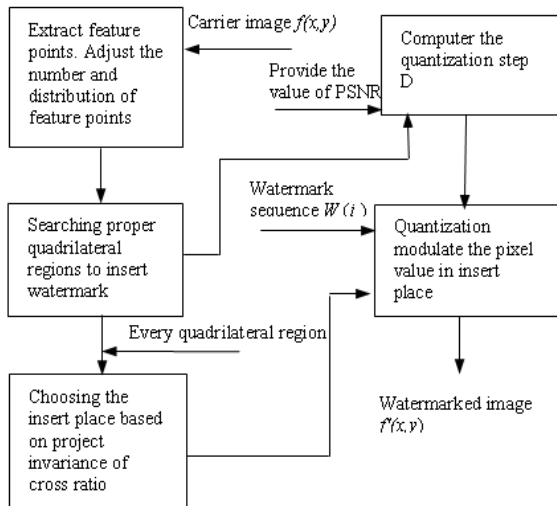 Extract feature
points. Adjust the
number and
distribution of
feature points
Carrier image f(x,y)
Computer the
quantization step
D
Provide the
value of PSNR
Searching proper
quadrilateral
regions to insert
watermark
Watermark
sequence W(i)
Quantization
modulate the pixel
value in insert
place
Every quadrilateral region
Choosing the
insert place based
on project
invariance of
cross ratio
Watermarked image
f'(x,y)